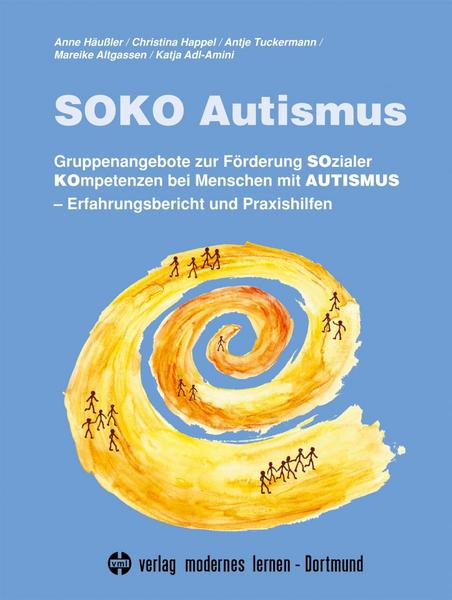 Anne Häußler / Christina Happel / Antje Tuckermann /
Mareike Altgassen / Katja Adl-Amini
SOKO Autismus
Gruppenangebote zur Förderung SOzialer
KOmpetenzen bei Menschen mit AUTISMUS
– Erfahrungsbericht und Praxishilfen
vml verlag modernes lernen - Dortmund